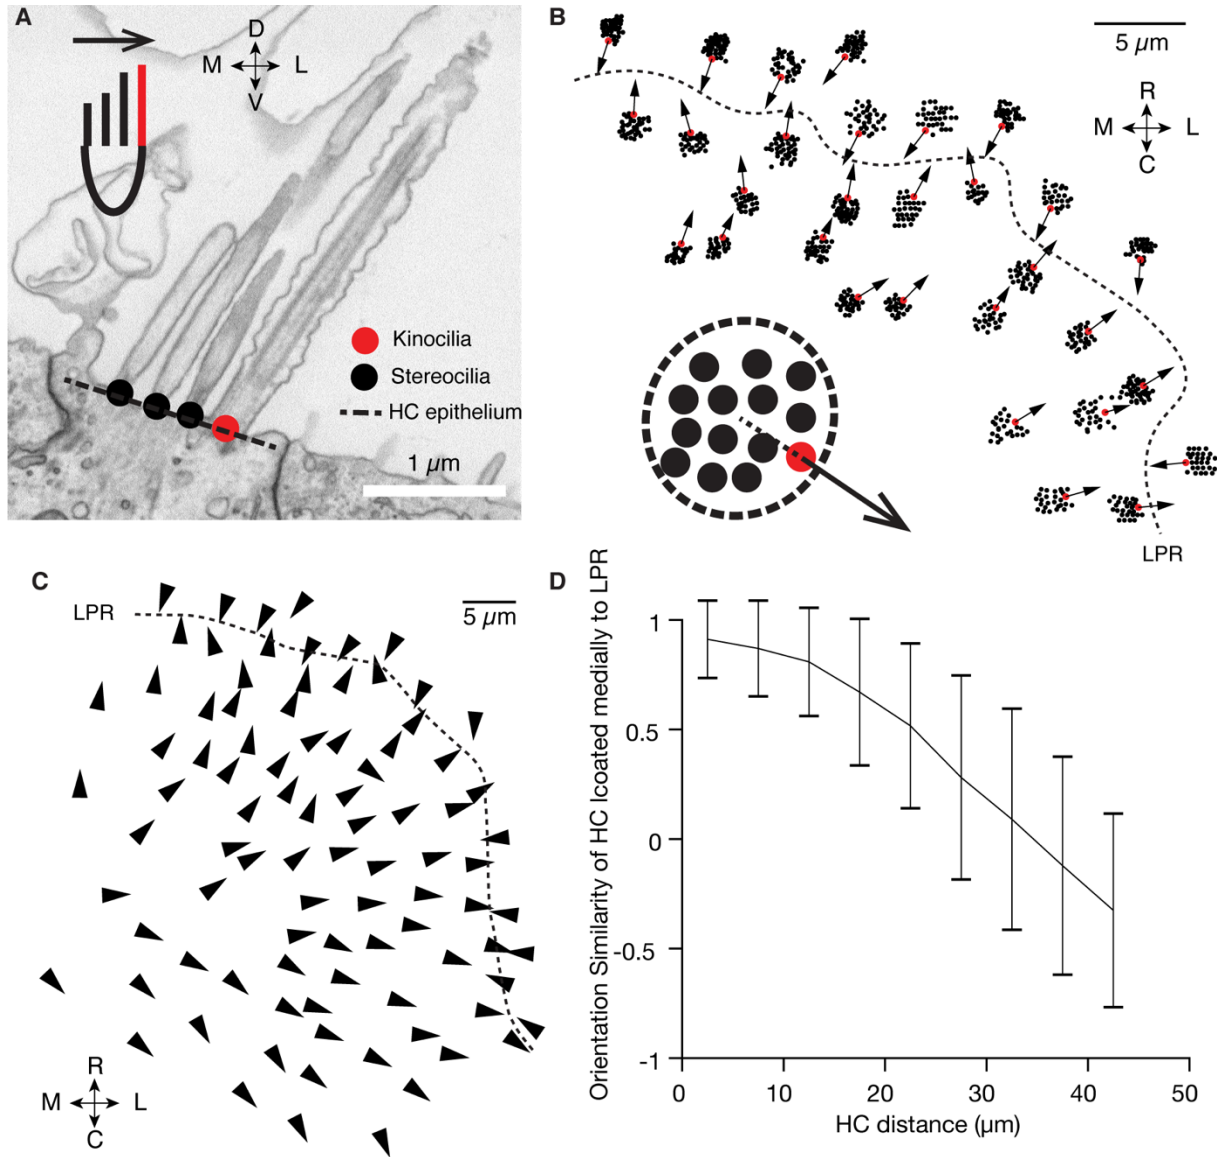 A
D
M L
V
Kinocilia
Stereocilia
HC epithelium
1 µm
B
5 µm
R
M L
C
LPR
C
LPR
5 µm
R
M L
C
D
Orientation Similarity of HC lcoated medially to LPR
1
0.5
0
-0.5
-1
0 10 20 30 40 50
HC distance (µm)